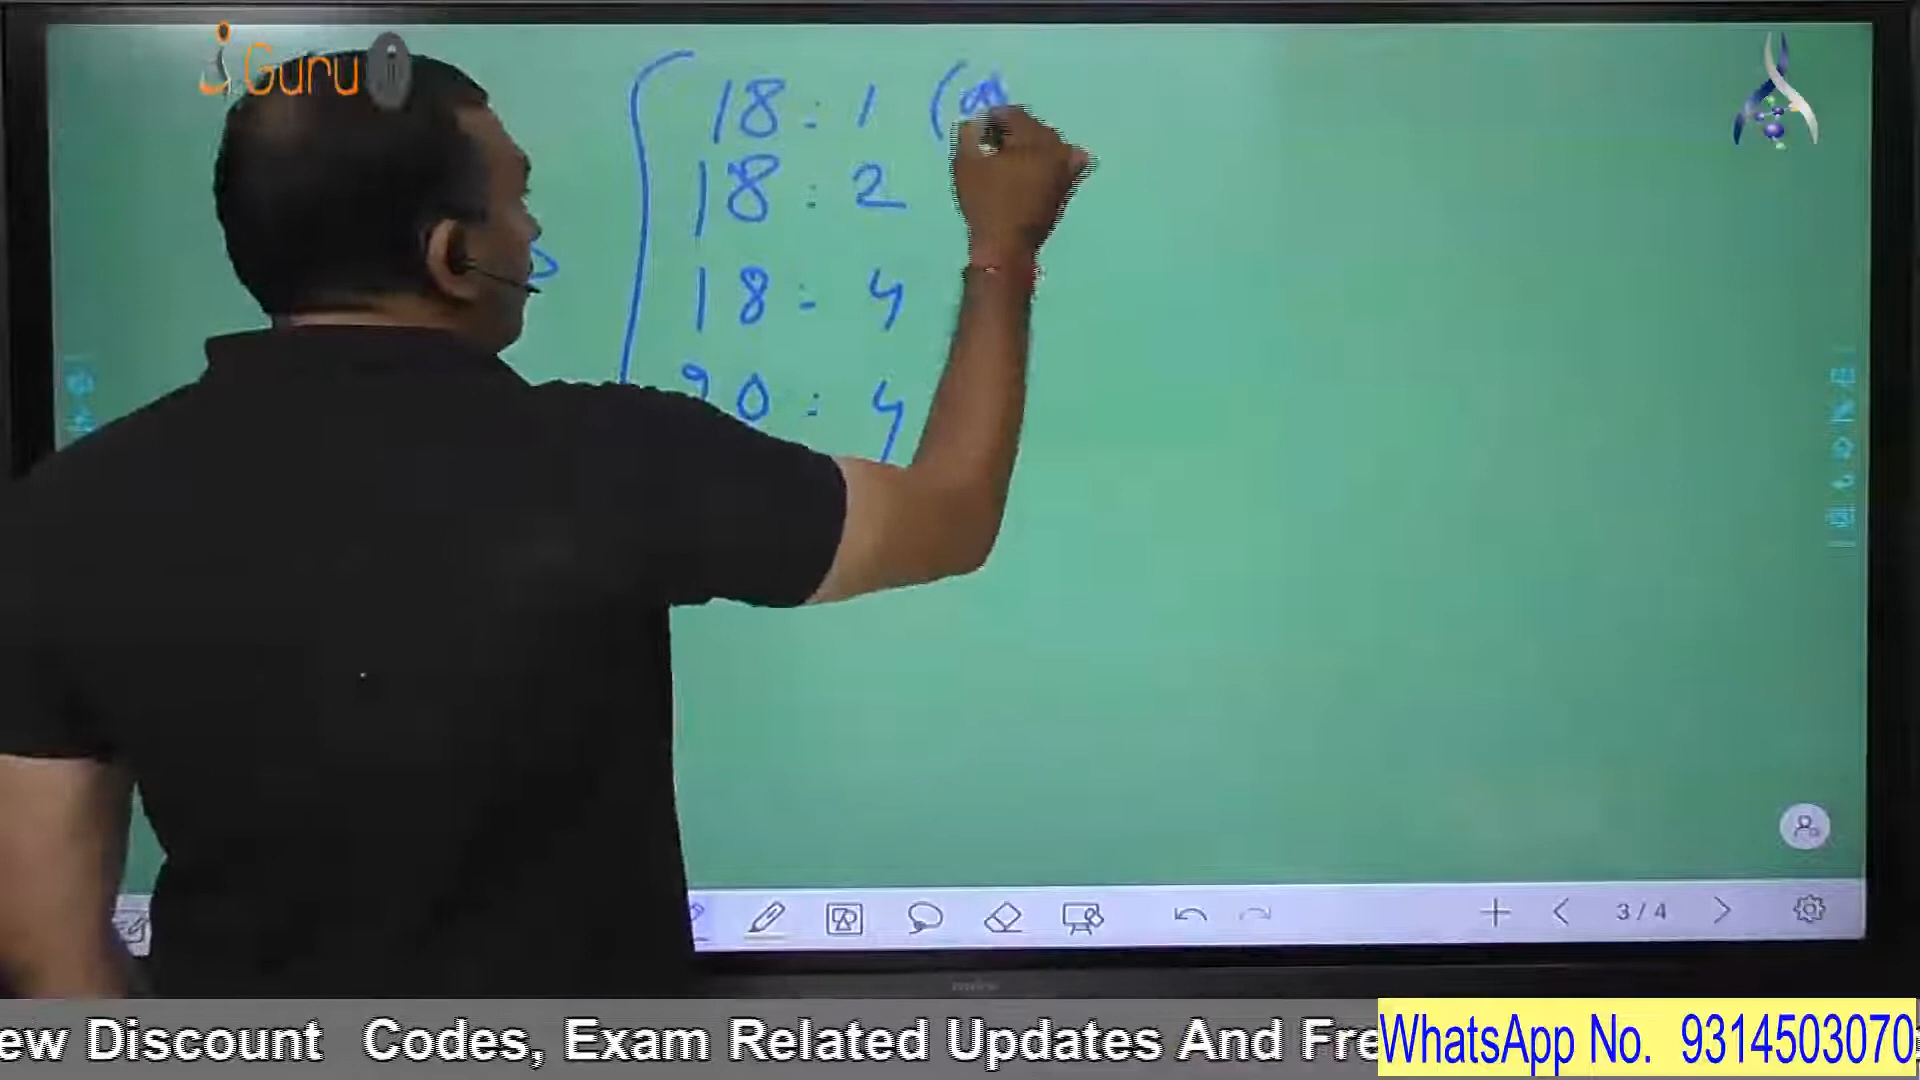 iGuru
18 : 1 (
18 : 2
18 : 4
20 : 4
3 / 4
ew Discount Codes, Exam Related Updates And Fre
WhatsApp No. 9314503070